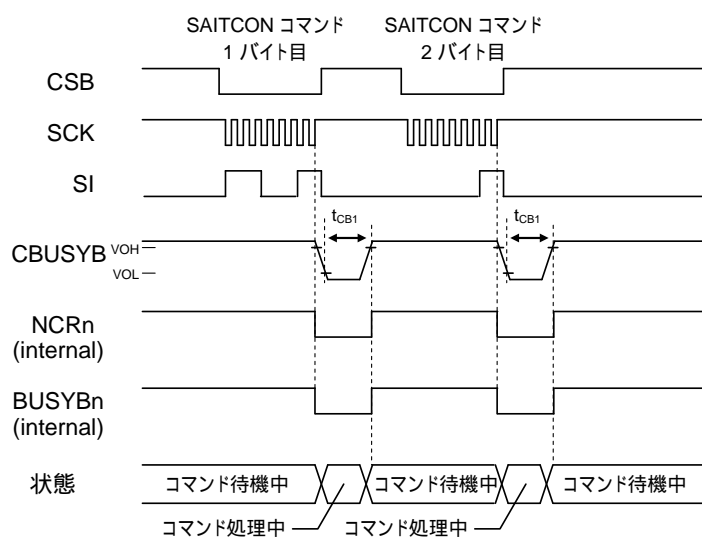 SAITCON コマンド
1 バイト目
SAITCON コマンド
2 バイト目
CSB
SCK
SI
tCB1
tCB1
CBUSYB
VOH
VOL
NCRn
(internal)
BUSYBn
(internal)
状態
コマンド待機中
コマンド待機中
コマンド待機中
コマンド処理中
コマンド処理中